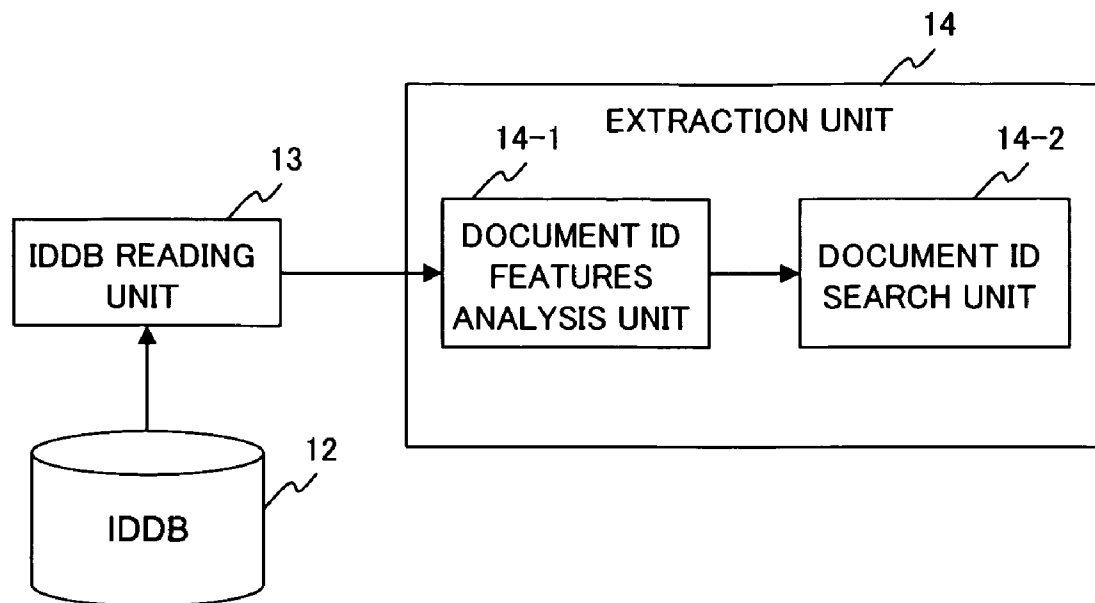 14
EXTRACTION UNIT
14-1
14-2
13
IDDB READING
UNIT
DOCUMENT ID
FEATURES
ANALYSIS UNIT
DOCUMENT ID
SEARCH UNIT
12
IDDB